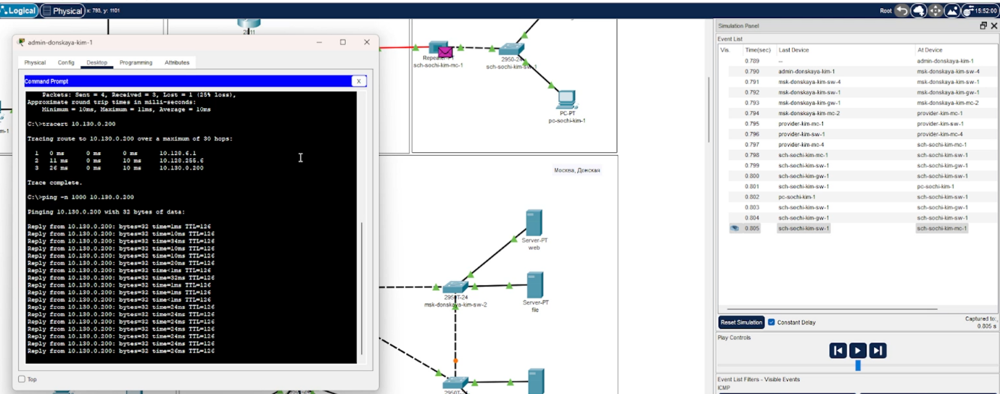 Logical
Physical
x: 793, y: 1101
Root
15:52:00
2811
admin-donskaya-kim-1
Physical
Config
Desktop
Programming
Attributes
Command Prompt
X
Packets: Sent = 4, Received = 3, Lost = 1 (25% loss),
Approximate round trip times in milli-seconds:
Minimum = 10ms, Maximum = 11ms, Average = 10ms
C:\>tracert 10.130.0.200
Tracing route to 10.130.0.200 over a maximum of 30 hops:
1 0 ms 0 ms 0 ms 10.128.6.1
2 11 ms 0 ms 10 ms 10.128.255.6
3 26 ms 0 ms 10 ms 10.130.0.200
Trace complete.
C:\>ping -n 1000 10.130.0.200
Pinging 10.130.0.200 with 32 bytes of data:
Reply from 10.130.0.200: bytes=32 time=1ms TTL=126
Reply from 10.130.0.200: bytes=32 time=10ms TTL=126
Reply from 10.130.0.200: bytes=32 time=34ms TTL=126
Reply from 10.130.0.200: bytes=32 time=10ms TTL=126
Reply from 10.130.0.200: bytes=32 time=10ms TTL=126
Reply from 10.130.0.200: bytes=32 time=20ms TTL=126
Reply from 10.130.0.200: bytes=32 time<1ms TTL=126
Reply from 10.130.0.200: bytes=32 time=32ms TTL=126
Reply from 10.130.0.200: bytes=32 time=1ms TTL=126
Reply from 10.130.0.200: bytes=32 time=1ms TTL=126
Reply from 10.130.0.200: bytes=32 time<1ms TTL=126
Reply from 10.130.0.200: bytes=32 time=24ms TTL=126
Reply from 10.130.0.200: bytes=32 time=24ms TTL=126
Reply from 10.130.0.200: bytes=32 time=24ms TTL=126
Reply from 10.130.0.200: bytes=32 time=24ms TTL=126
Reply from 10.130.0.200: bytes=32 time=24ms TTL=126
Reply from 10.130.0.200: bytes=32 time=24ms TTL=126
Reply from 10.130.0.200: bytes=32 time=26ms TTL=126
Top
m-1
sch-sochi-kim-mc-1
2950-24
sch-sochi-kim-sw-1
PC-PT
pc-sochi-kim-1
Москва, Донская
Server-PT
web
2950T-24
msk-donskaya-kim-sw-2
Server-PT
file
Simulation Panel
Event List
Vis. Time(sec) Last Device At Device
0.789 -- admin-donskaya-kim-1
0.790 admin-donskaya-kim-1 msk-donskaya-kim-sw-4
0.791 msk-donskaya-kim-sw-4 msk-donskaya-kim-sw-1
0.792 msk-donskaya-kim-sw-1 msk-donskaya-kim-gw-1
0.793 msk-donskaya-kim-gw-1 msk-donskaya-kim-mc-2
0.794 msk-donskaya-kim-mc-2 provider-kim-mc-1
0.795 provider-kim-mc-1 provider-kim-sw-1
0.796 provider-kim-sw-1 provider-kim-mc-4
0.797 provider-kim-mc-4 sch-sochi-kim-mc-1
0.798 sch-sochi-kim-mc-1 sch-sochi-kim-sw-1
0.799 sch-sochi-kim-sw-1 sch-sochi-kim-gw-1
0.800 sch-sochi-kim-gw-1 sch-sochi-kim-sw-1
0.801 sch-sochi-kim-sw-1 pc-sochi-kim-1
0.802 pc-sochi-kim-1 sch-sochi-kim-sw-1
0.803 sch-sochi-kim-sw-1 sch-sochi-kim-gw-1
0.804 sch-sochi-kim-gw-1 sch-sochi-kim-sw-1
0.805 sch-sochi-kim-sw-1 sch-sochi-kim-mc-1
Reset Simulation
Constant Delay
Captured to:
0.805 s
Play Controls
Event List Filters - Visible Events
ICMP